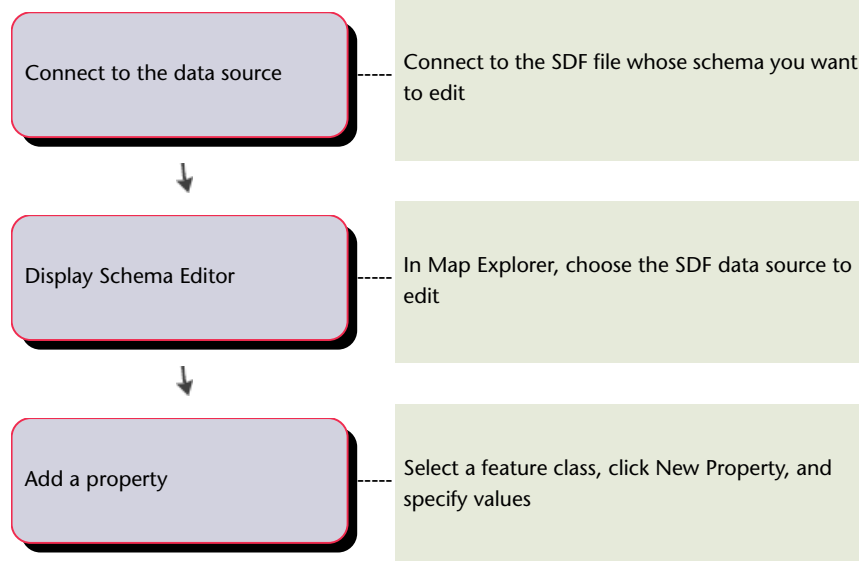 Connect to the data source
Connect to the SDF file whose schema you want
to edit
Display Schema Editor
In Map Explorer, choose the SDF data source to
edit
Add a property
Select a feature class, click New Property, and
specify values